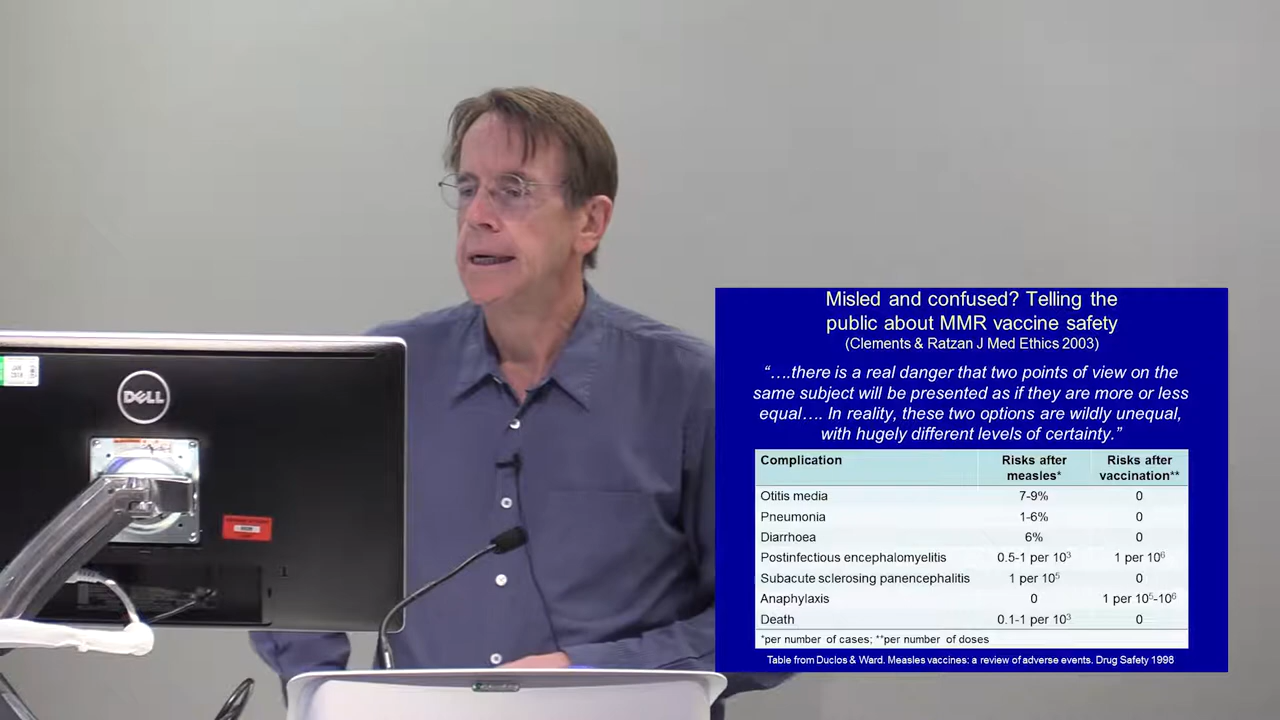 Misled and confused? Telling the
public about MMR vaccine safety
(Clements & Ratzan J Med Ethics 2003)
“….there is a real danger that two points of view on the
same subject will be presented as if they are more or less
equal…. In reality, these two options are wildly unequal,
with hugely different levels of certainty.”
Complication Risks after measles* Risks after vaccination**
Otitis media 7-9% 0
Pneumonia 1-6% 0
Diarrhoea 6% 0
Postinfectious encephalomyelitis 0.5-1 per 10³ 1 per 10⁶
Subacute sclerosing panencephalitis 1 per 10⁵ 0
Anaphylaxis 0 1 per 10⁵-10⁶
Death 0.1-1 per 10³ 0
*per number of cases; **per number of doses
Table from Duclos & Ward. Measles vaccines: a review of adverse events. Drug Safety 1998
DELL